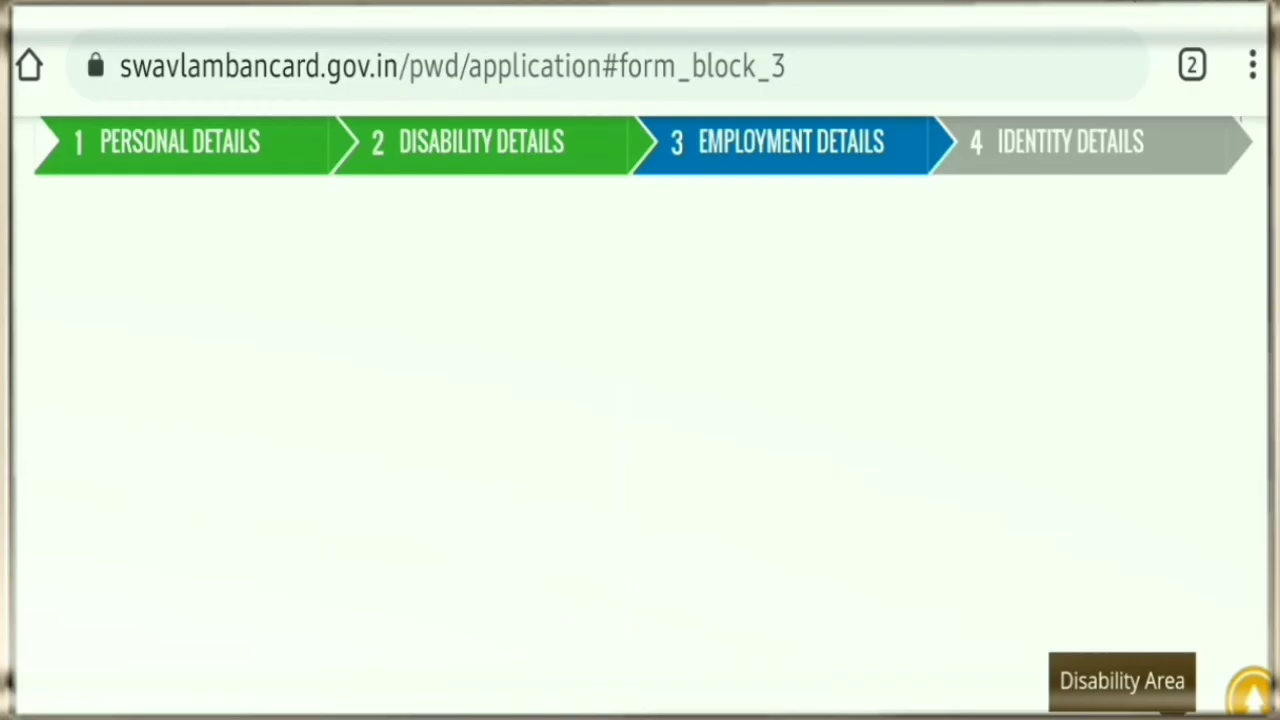 swavlambancard.gov.in/pwd/application#form_block_3
2
1 PERSONAL DETAILS
2 DISABILITY DETAILS
3 EMPLOYMENT DETAILS
4 IDENTITY DETAILS
Disability Area